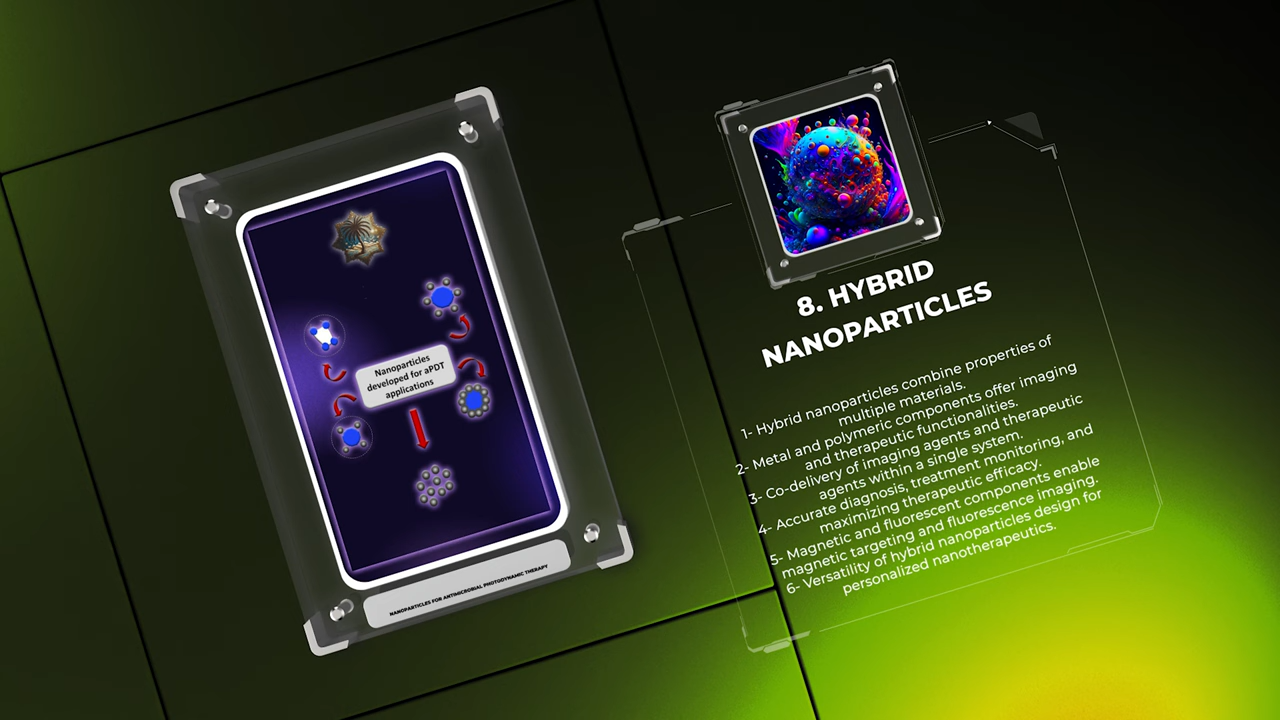 Nanoparticles
developed for aPDT
applications
NANOPARTICLES FOR ANTIMICROBIAL PHOTODYNAMIC THERAPY
8. HYBRID
NANOPARTICLES
1- Hybrid nanoparticles combine properties of
multiple materials.
2- Metal and polymeric components offer imaging
and therapeutic functionalities.
3- Co-delivery of imaging agents and therapeutic
agents within a single system.
4- Accurate diagnosis, treatment monitoring, and
maximizing therapeutic efficacy.
5- Magnetic and fluorescent components enable
magnetic targeting and fluorescence imaging.
6- Versatility of hybrid nanoparticles design for
personalized nanotherapeutics.